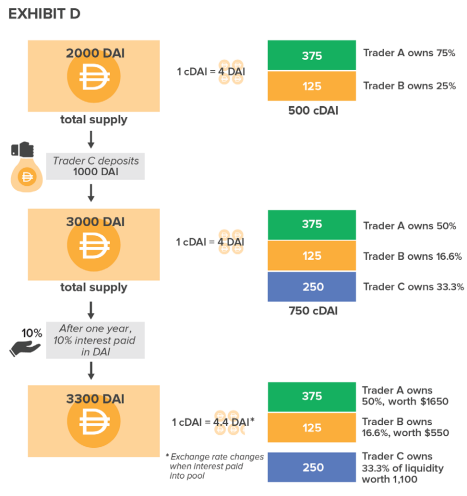 EXHIBIT D
2000 DAI
total supply
1 cDAI = 4 DAI
375
125
500 cDAI
Trader A owns 75%
Trader B owns 25%
Trader C deposits
1000 DAI
3000 DAI
total supply
1 cDAI = 4 DAI
375
125
250
750 cDAI
Trader A owns 50%
Trader B owns 16.6%
Trader C owns 33.3%
10%
After one year,
10% interest paid
in DAI
3300 DAI
1 cDAI = 4.4 DAI*
* Exchange rate changes
when interest paid
into pool
375
125
250
Trader A owns
50%, worth $1650
Trader B owns
16.6%, worth $550
Trader C owns
33.3% of liquidity
worth 1,100